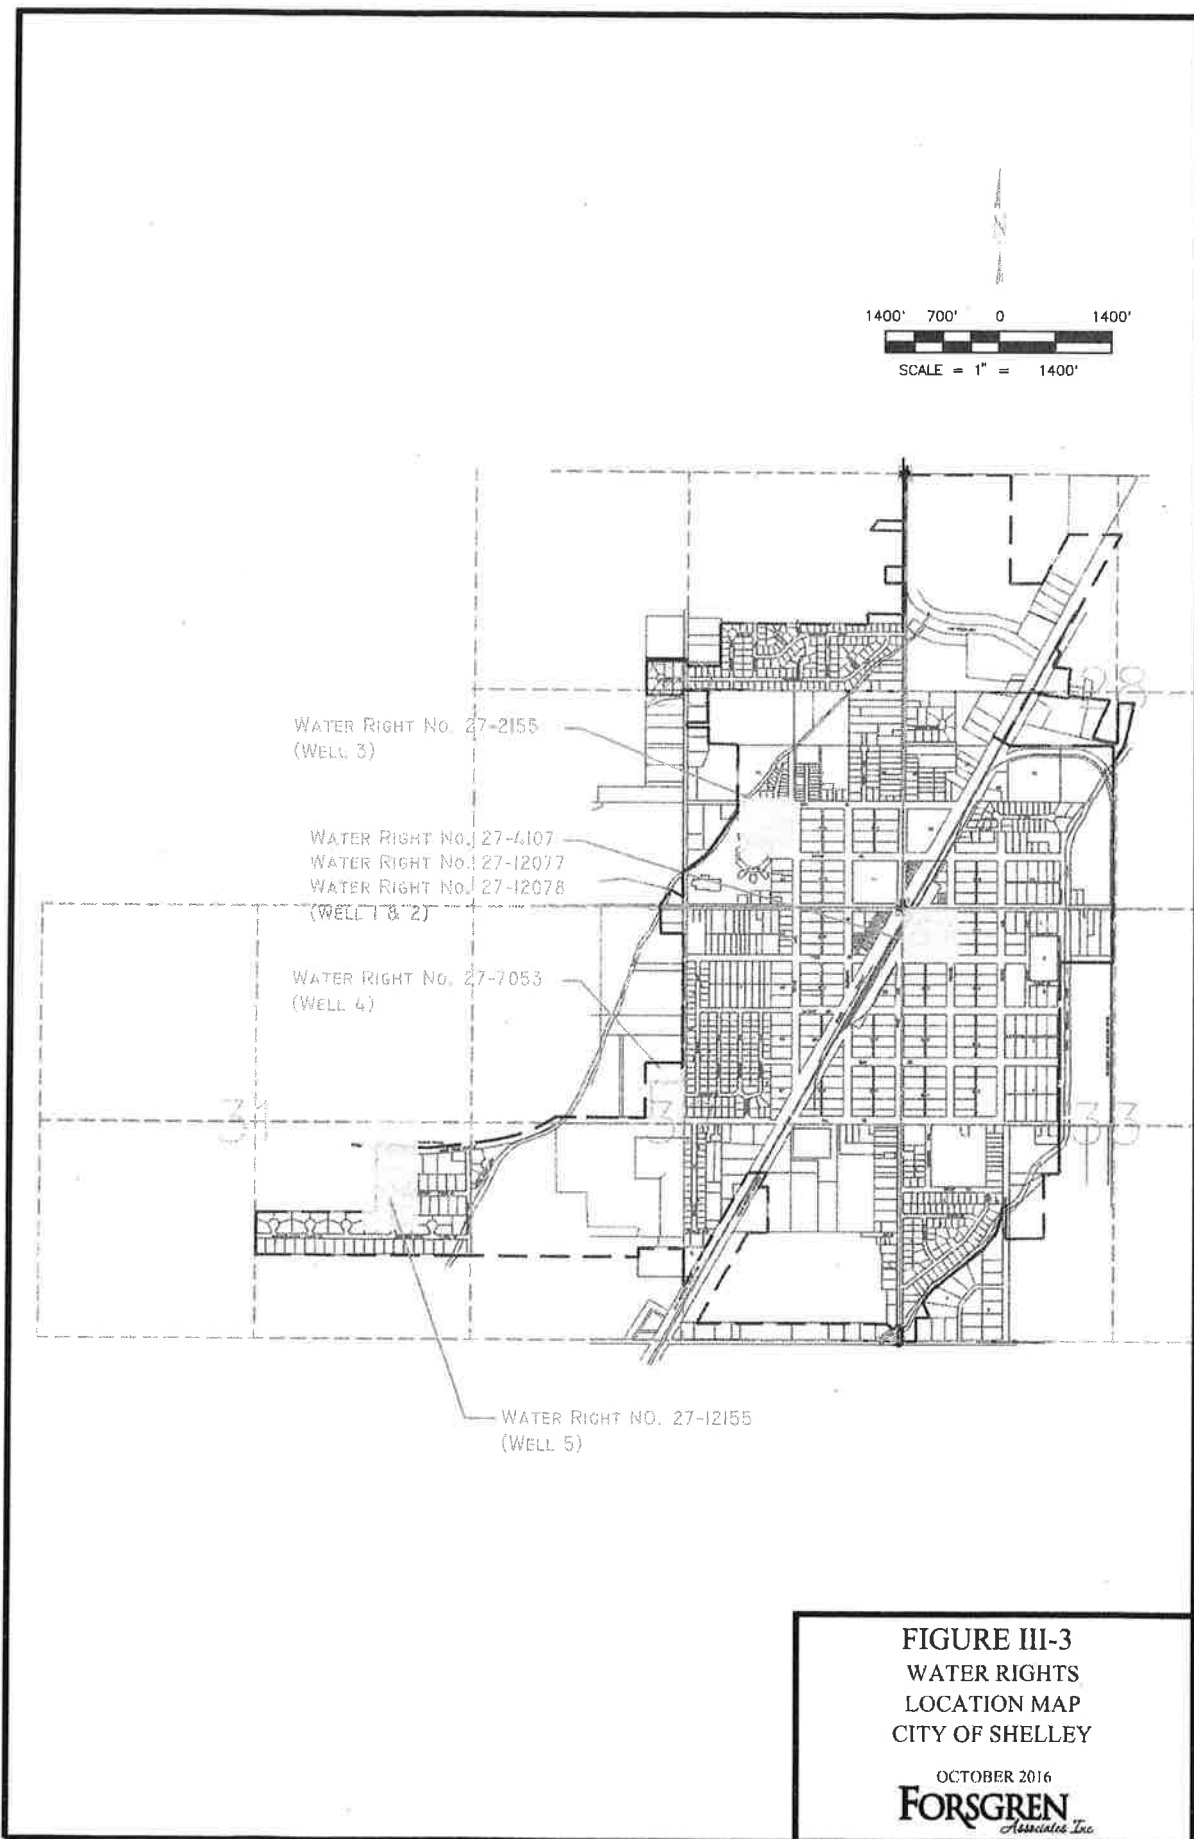 1400' 700' 0 1400'
SCALE = 1" = 1400'
28
WATER RIGHT NO. 27-2155
(WELL 3)
WATER RIGHT NO. 27-4107
WATER RIGHT NO. 27-12077
WATER RIGHT NO. 27-12078
(WELL 1 & 2)
WATER RIGHT NO. 27-7053
(WELL 4)
31
33
WATER RIGHT NO. 27-12155
(WELL 5)
FIGURE III-3
WATER RIGHTS
LOCATION MAP
CITY OF SHELLEY
OCTOBER 2016
FORSGREN
Associates Inc.